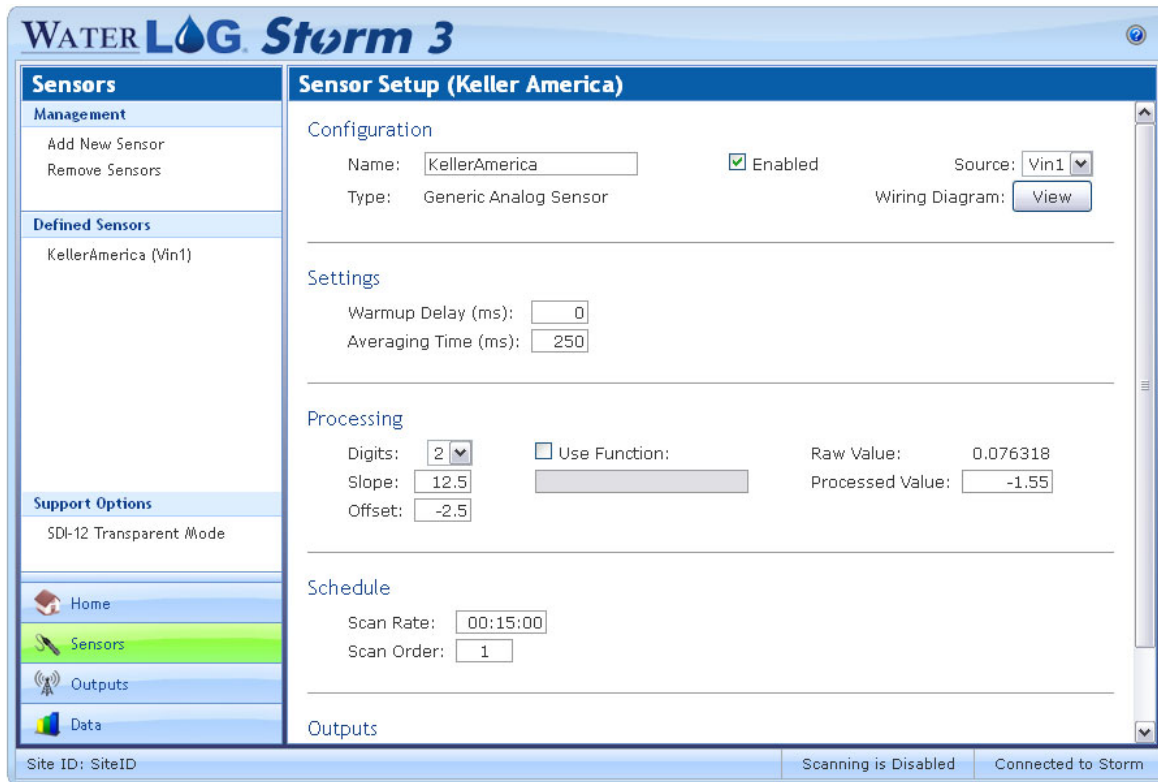 WATERLOG. Storm 3
Sensors
Management
Add New Sensor
Remove Sensors
Defined Sensors
KellerAmerica (Vin1)
Support Options
SDI-12 Transparent Mode
Home
Sensors
Outputs
Data
Sensor Setup (Keller America)
Configuration
Name: KellerAmerica Enabled Source: Vin1
Type: Generic Analog Sensor Wiring Diagram: View
Settings
Warmup Delay (ms): 0
Averaging Time (ms): 250
Processing
Digits: 2 Use Function: Raw Value: 0.076318
Slope: 12.5 Processed Value: -1.55
Offset: -2.5
Schedule
Scan Rate: 00:15:00
Scan Order: 1
Outputs
Site ID: SiteID Scanning is Disabled Connected to Storm